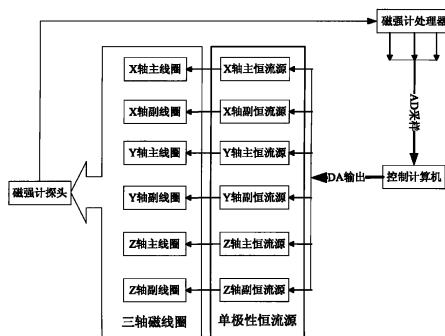 磁强计处理器
X轴主线圈 X轴主恒流源
X轴副线圈 X轴副恒流源
AD采样
Y轴主线圈 Y轴主恒流源
磁强计探头 DA输出 控制计算机
Y轴副线圈 Y轴副恒流源
Z轴主线圈 Z轴主恒流源
Z轴副线圈 Z轴副恒流源
三轴磁线圈 单极性恒流源